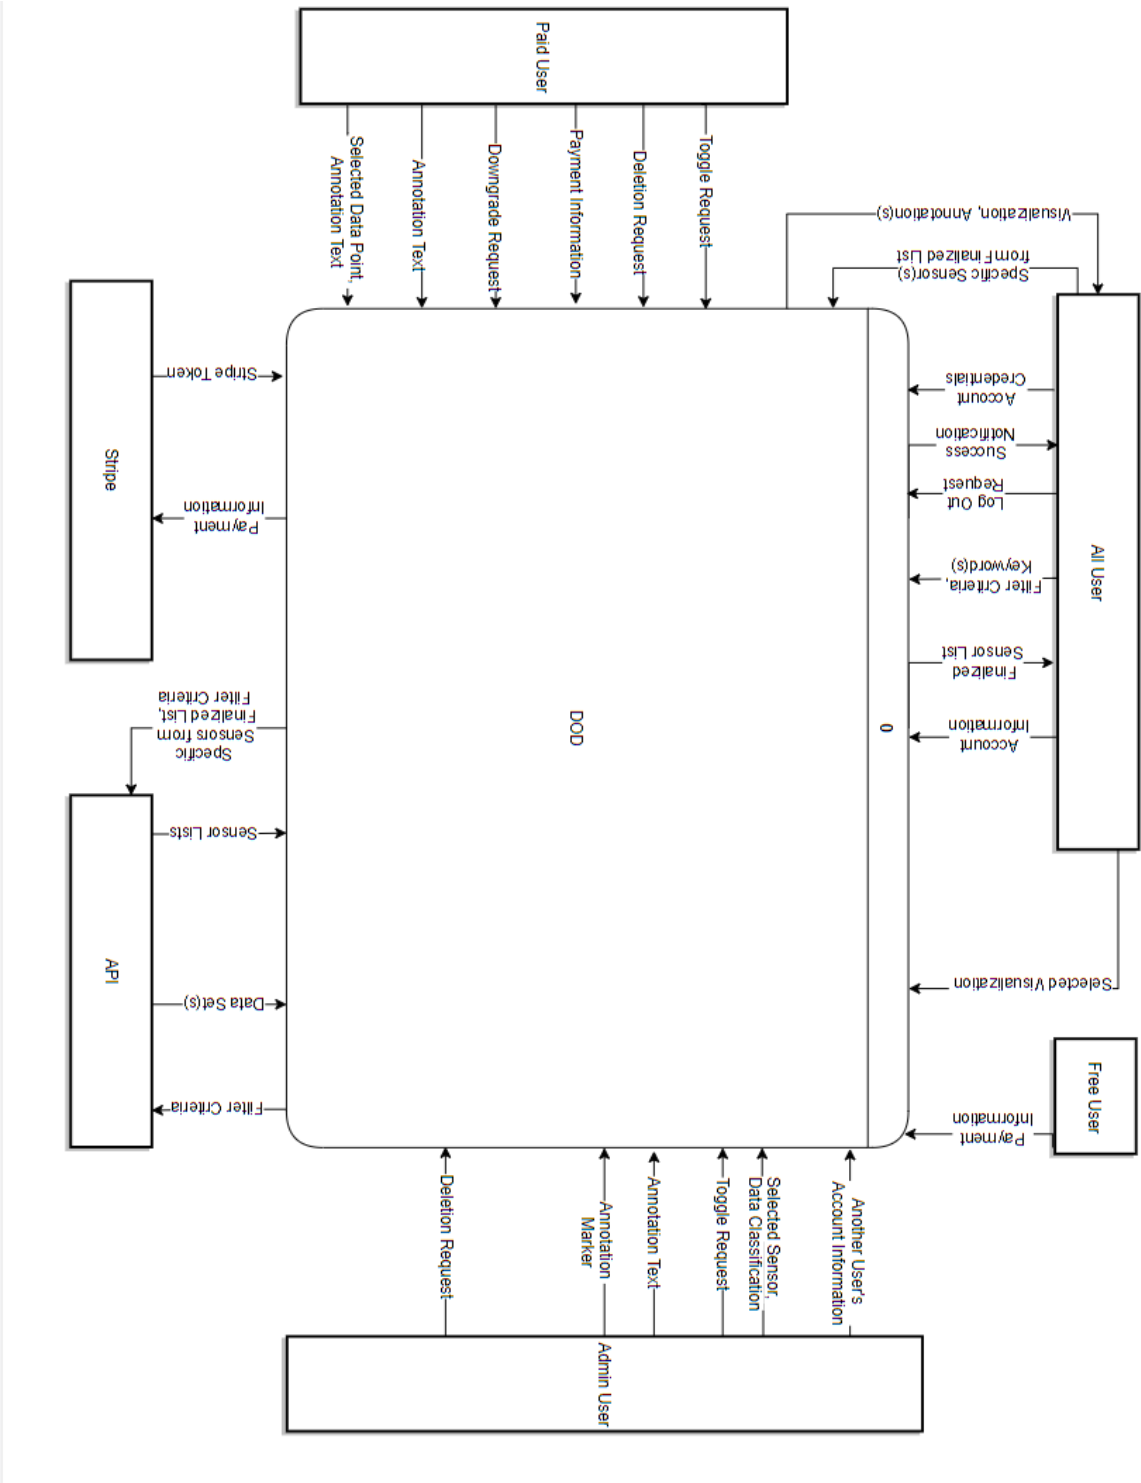 Paid User
Selected Data Point,
Annotation Text
Annotation Text
Downgrade Request
Payment Information
Deletion Request
Toggle Request
Visualization, Annotation(s)
Specific Sensor(s)
from Finalized List
All User
Account
Credentials
Success
Notification
Log Out
Request
Filter Criteria,
Keyword(s)
Finalized
Sensor List
Account
Information
Selected Visualization
Free User
Payment
Information
0
DOD
Stripe
Stripe Token
Payment
Information
Specific
Sensors from
Finalized List,
Filter Criteria
API
Sensor Lists
Data Set(s)
Filter Criteria
Deletion Request
Annotation
Marker
Annotation Text
Toggle Request
Selected Sensor,
Data Classification
Another User's
Account Information
Admin User